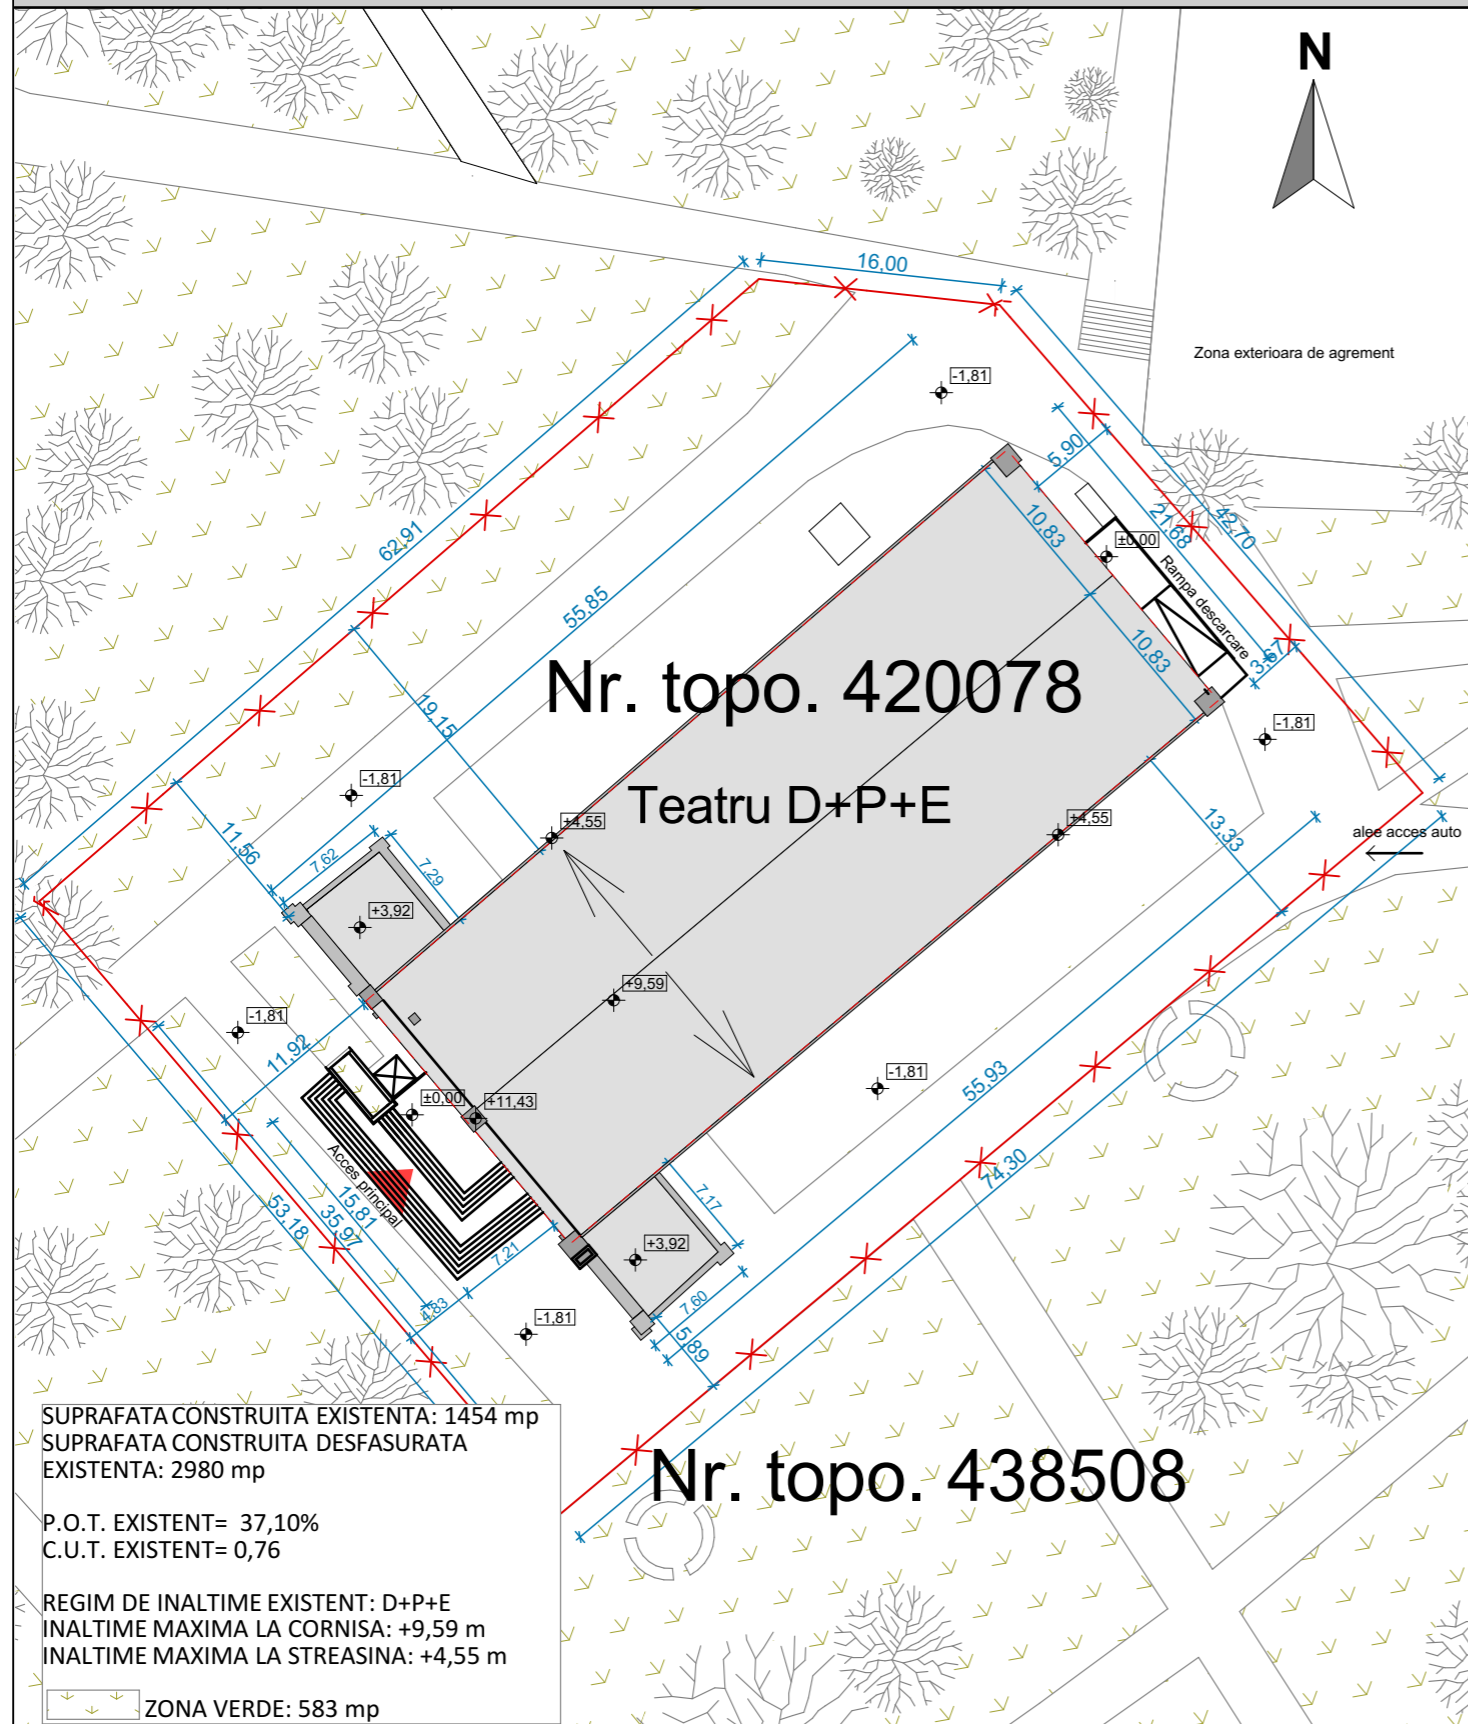 N
16,00
Zona exterioara de agrement
-1,81
5,90
62,91
10,83
21,68
42,70
±0,00
Rampa descarcare
55,85
10,83
3,67
Nr. topo. 420078
19,15
-1,81
-1,81
Teatru D+P+E
+4,55
+4,55
alee acces auto
11,56
7,62
7,29
13,33
+3,92
+9,59
-1,81
11,92
±0,00
+11,43
-1,81
55,93
Acces principal
74,30
15,81
35,97
53,18
7,17
7,21
+3,92
4,83
7,60
-1,81
5,89
SUPRAFATA CONSTRUITA EXISTENTA: 1454 mp
SUPRAFATA CONSTRUITA DESFASURATA
EXISTENTA: 2980 mp
Nr. topo. 438508
P.O.T. EXISTENT= 37,10%
C.U.T. EXISTENT= 0,76
REGIM DE INALTIME EXISTENT: D+P+E
INALTIME MAXIMA LA CORNISA: +9,59 m
INALTIME MAXIMA LA STREASINA: +4,55 m
ZONA VERDE: 583 mp